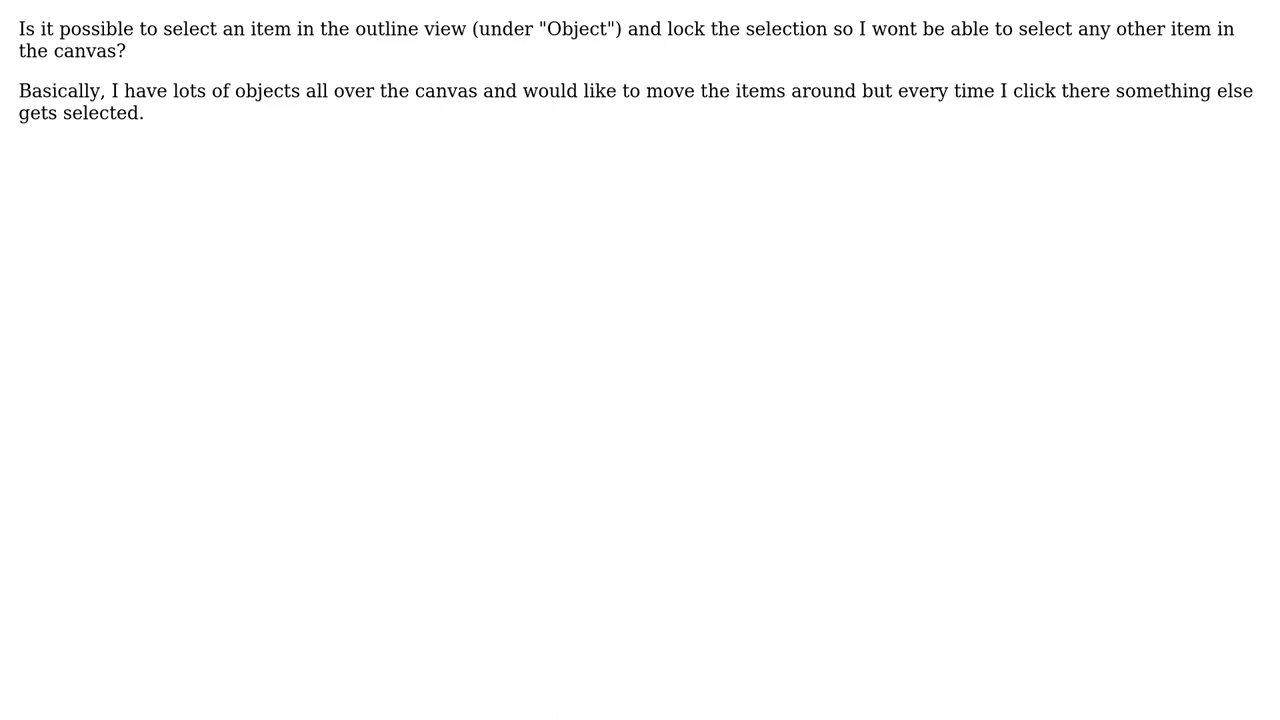 Is it possible to select an item in the outline view (under "Object") and lock the selection so I wont be able to select any other item in
the canvas?
Basically, I have lots of objects all over the canvas and would like to move the items around but every time I click there something else
gets selected.